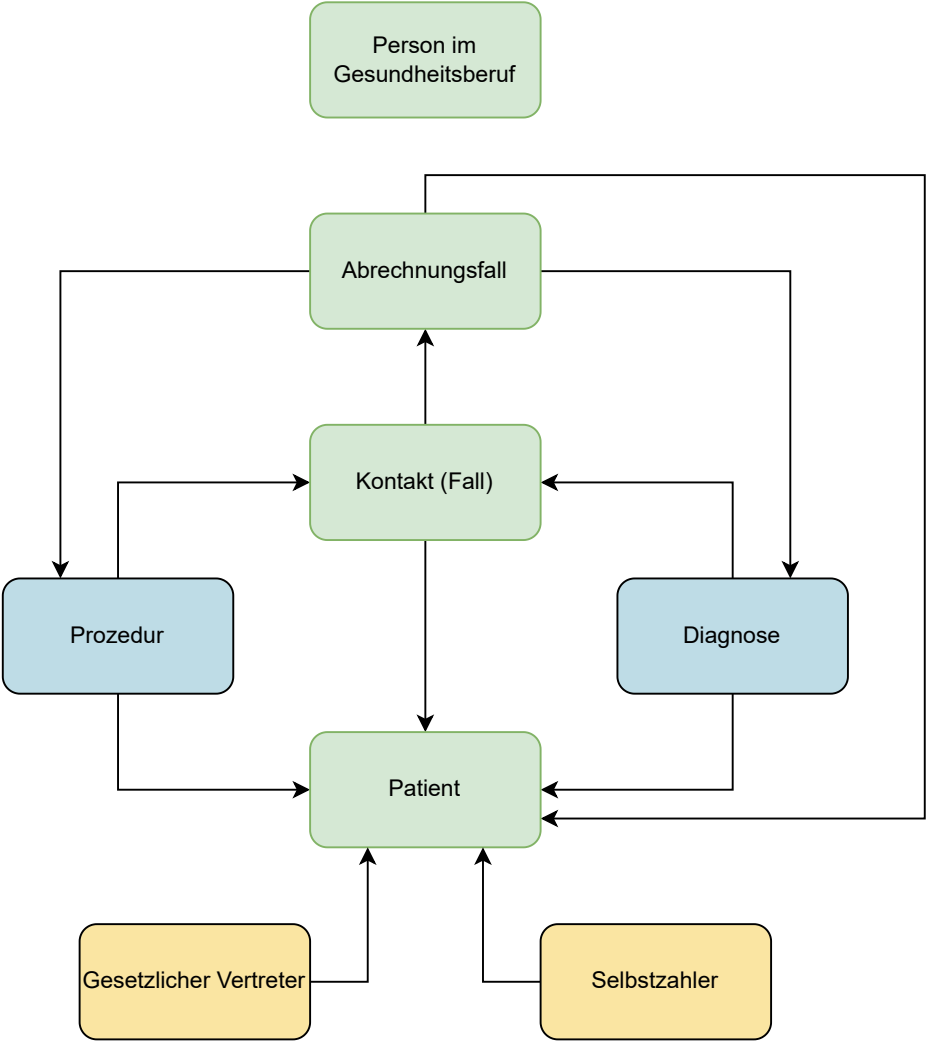 Person im
Gesundheitsberuf
Abrechnungsfall
Kontakt (Fall)
Prozedur
Diagnose
Patient
Gesetzlicher Vertreter
Selbstzahler